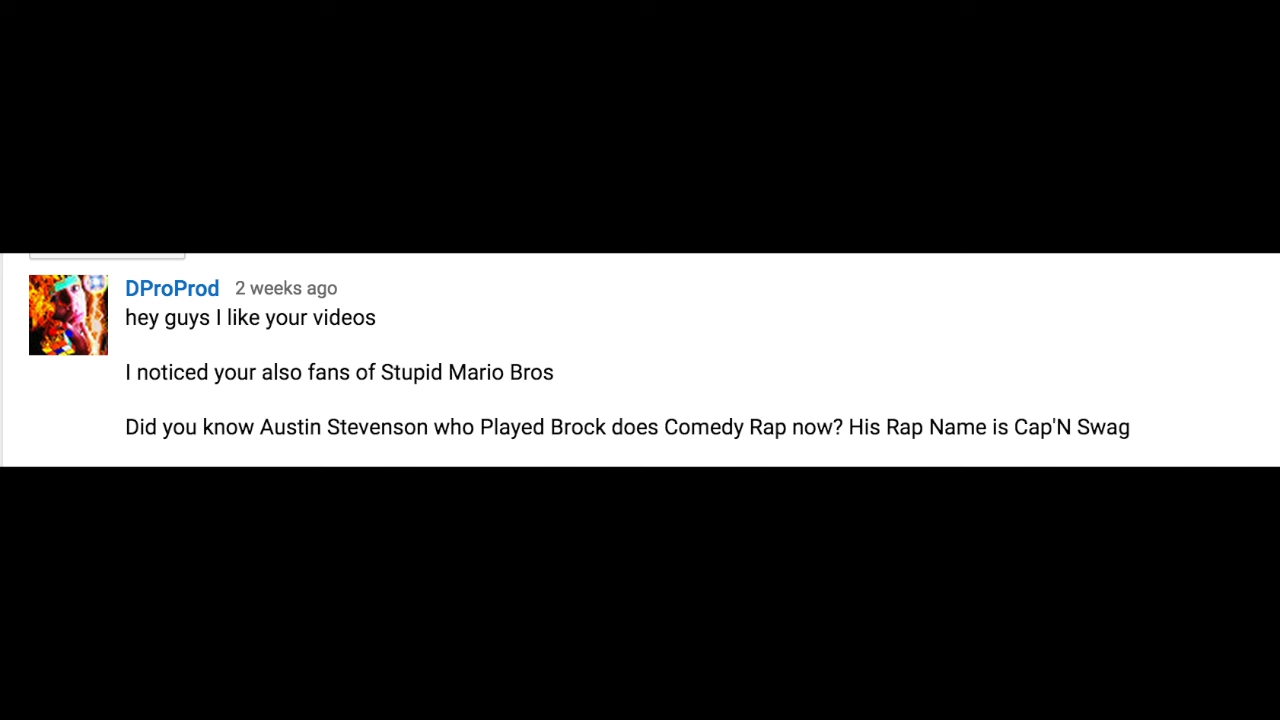 DProProd 2 weeks ago
hey guys I like your videos
I noticed your also fans of Stupid Mario Bros
Did you know Austin Stevenson who Played Brock does Comedy Rap now? His Rap Name is Cap'N Swag